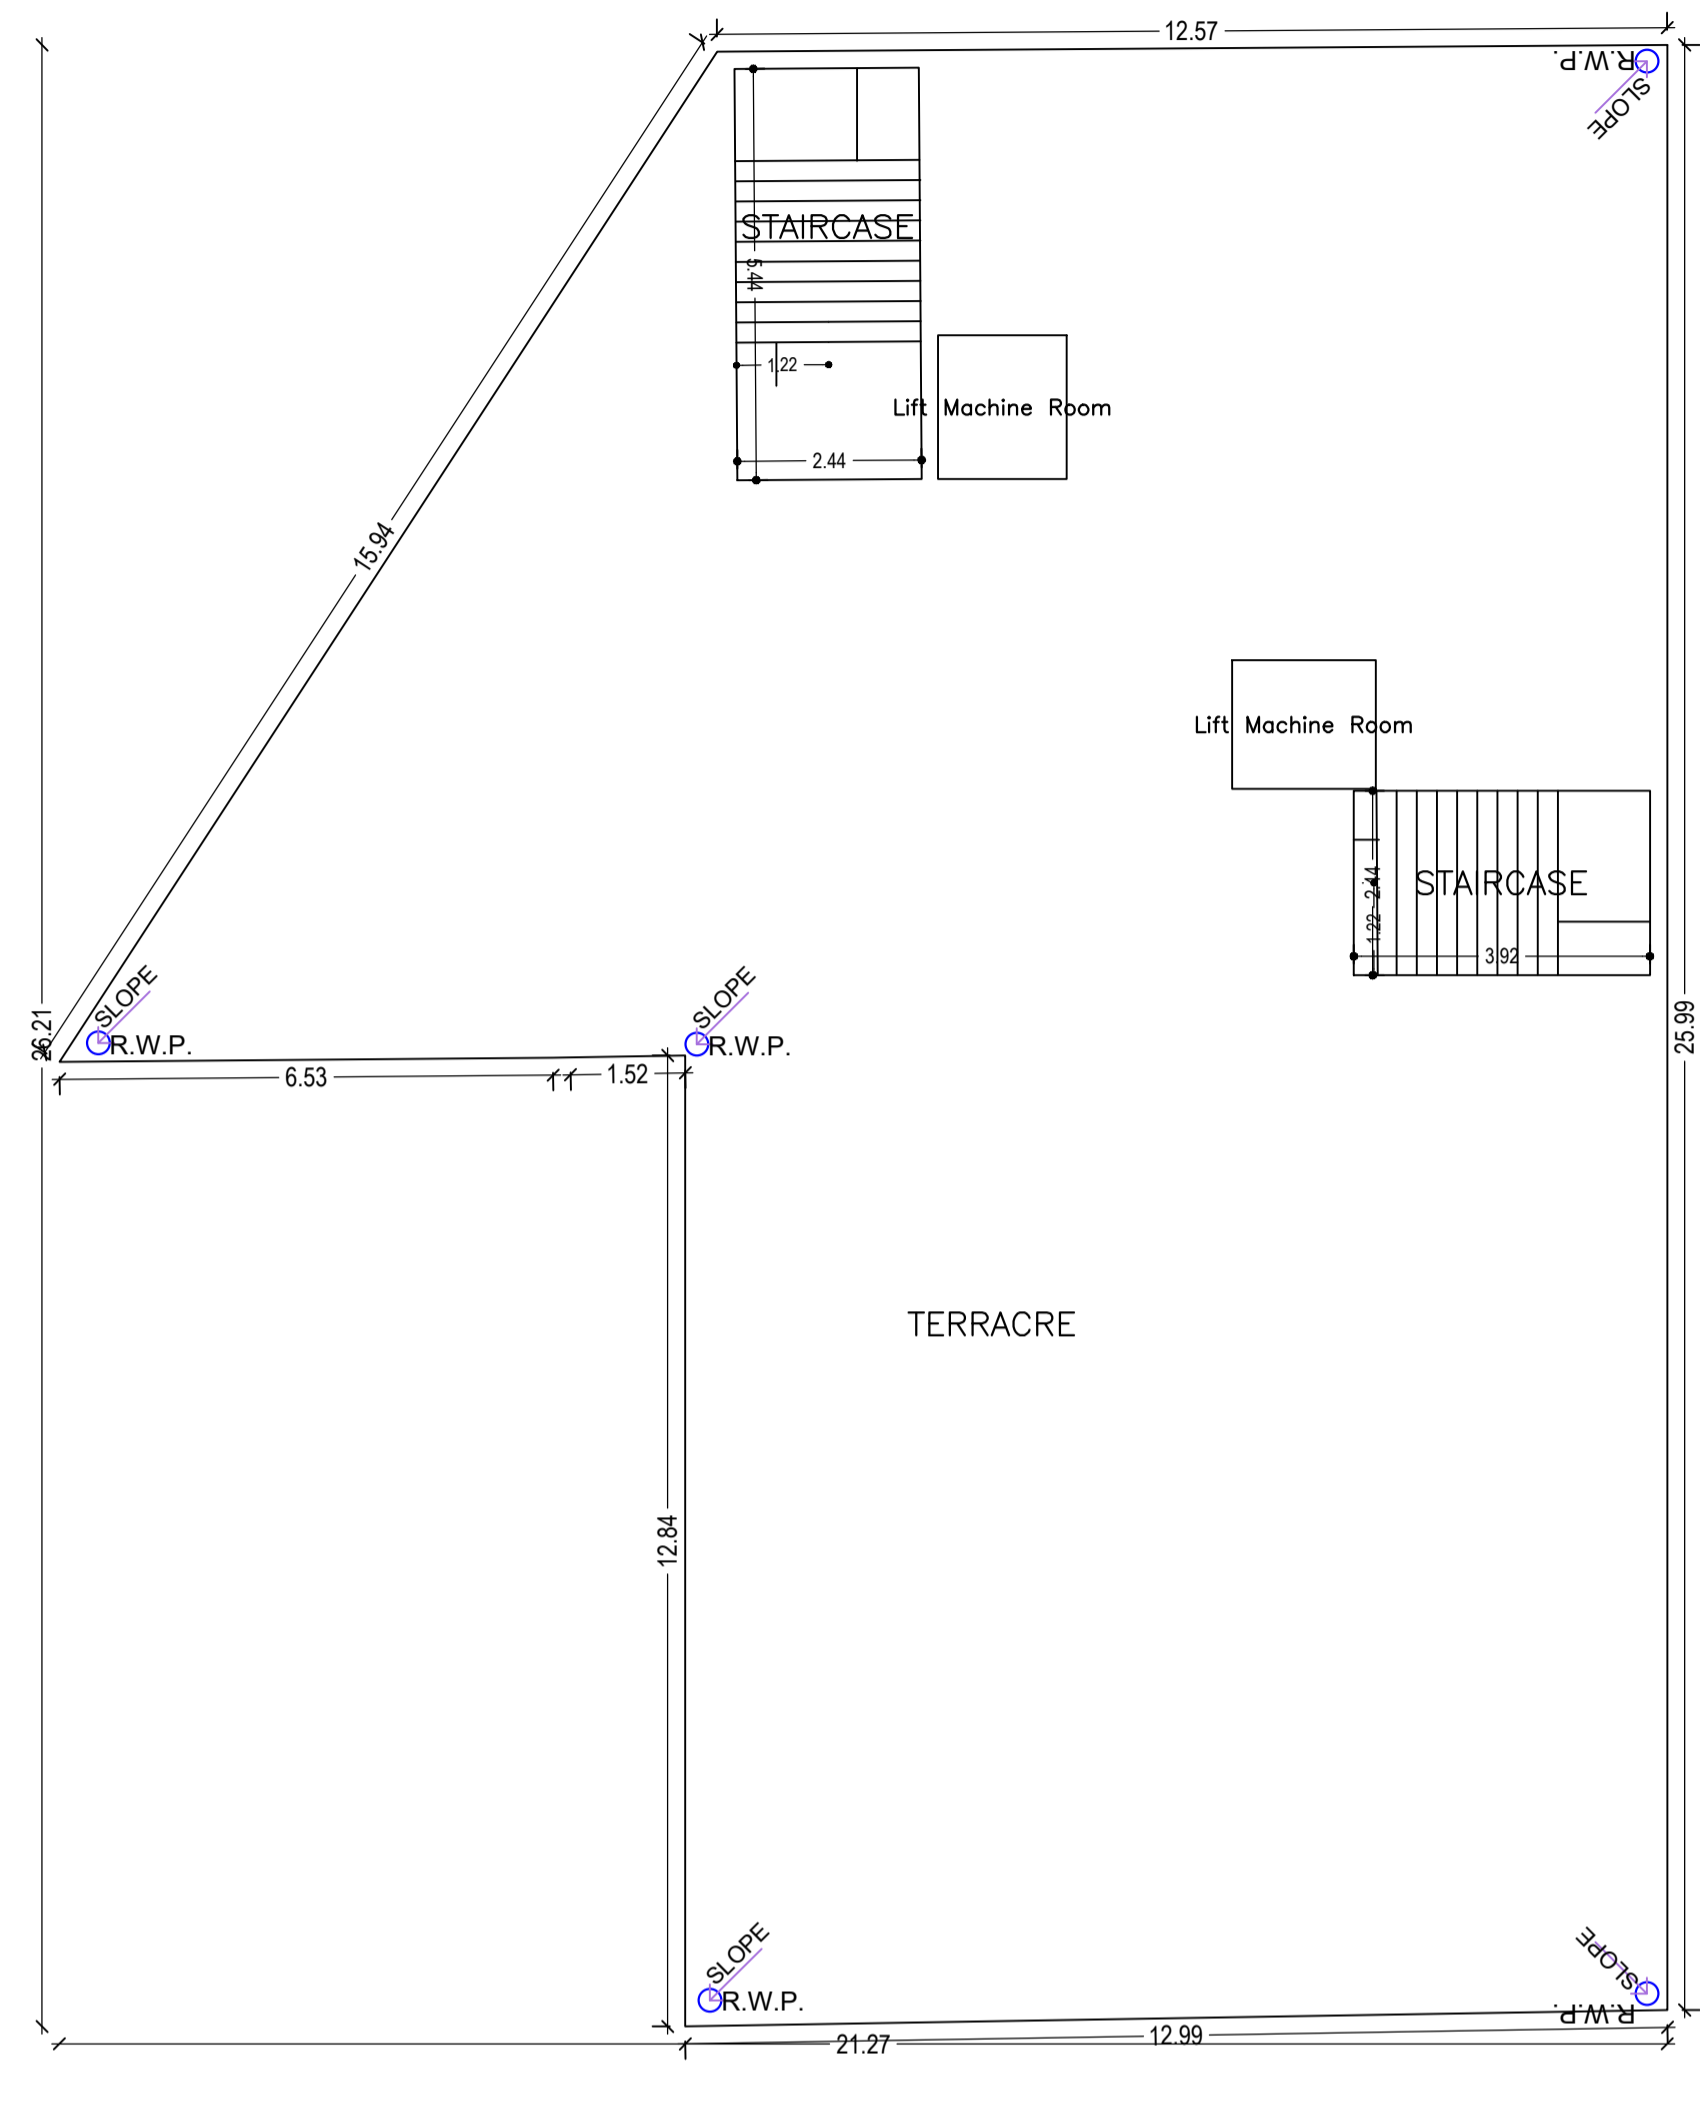 12.57
R.W.P.
SLOPE
STAIRCASE
5.44
1.22
Lift Machine Room
2.44
15.94
Lift Machine Room
STAIRCASE
2.44
1.22
3.92
SLOPE
R.W.P.
SLOPE
R.W.P.
26.21
25.99
6.53
1.52
TERRACRE
12.84
SLOPE
R.W.P.
SLOPE
R.W.P.
12.99
21.27